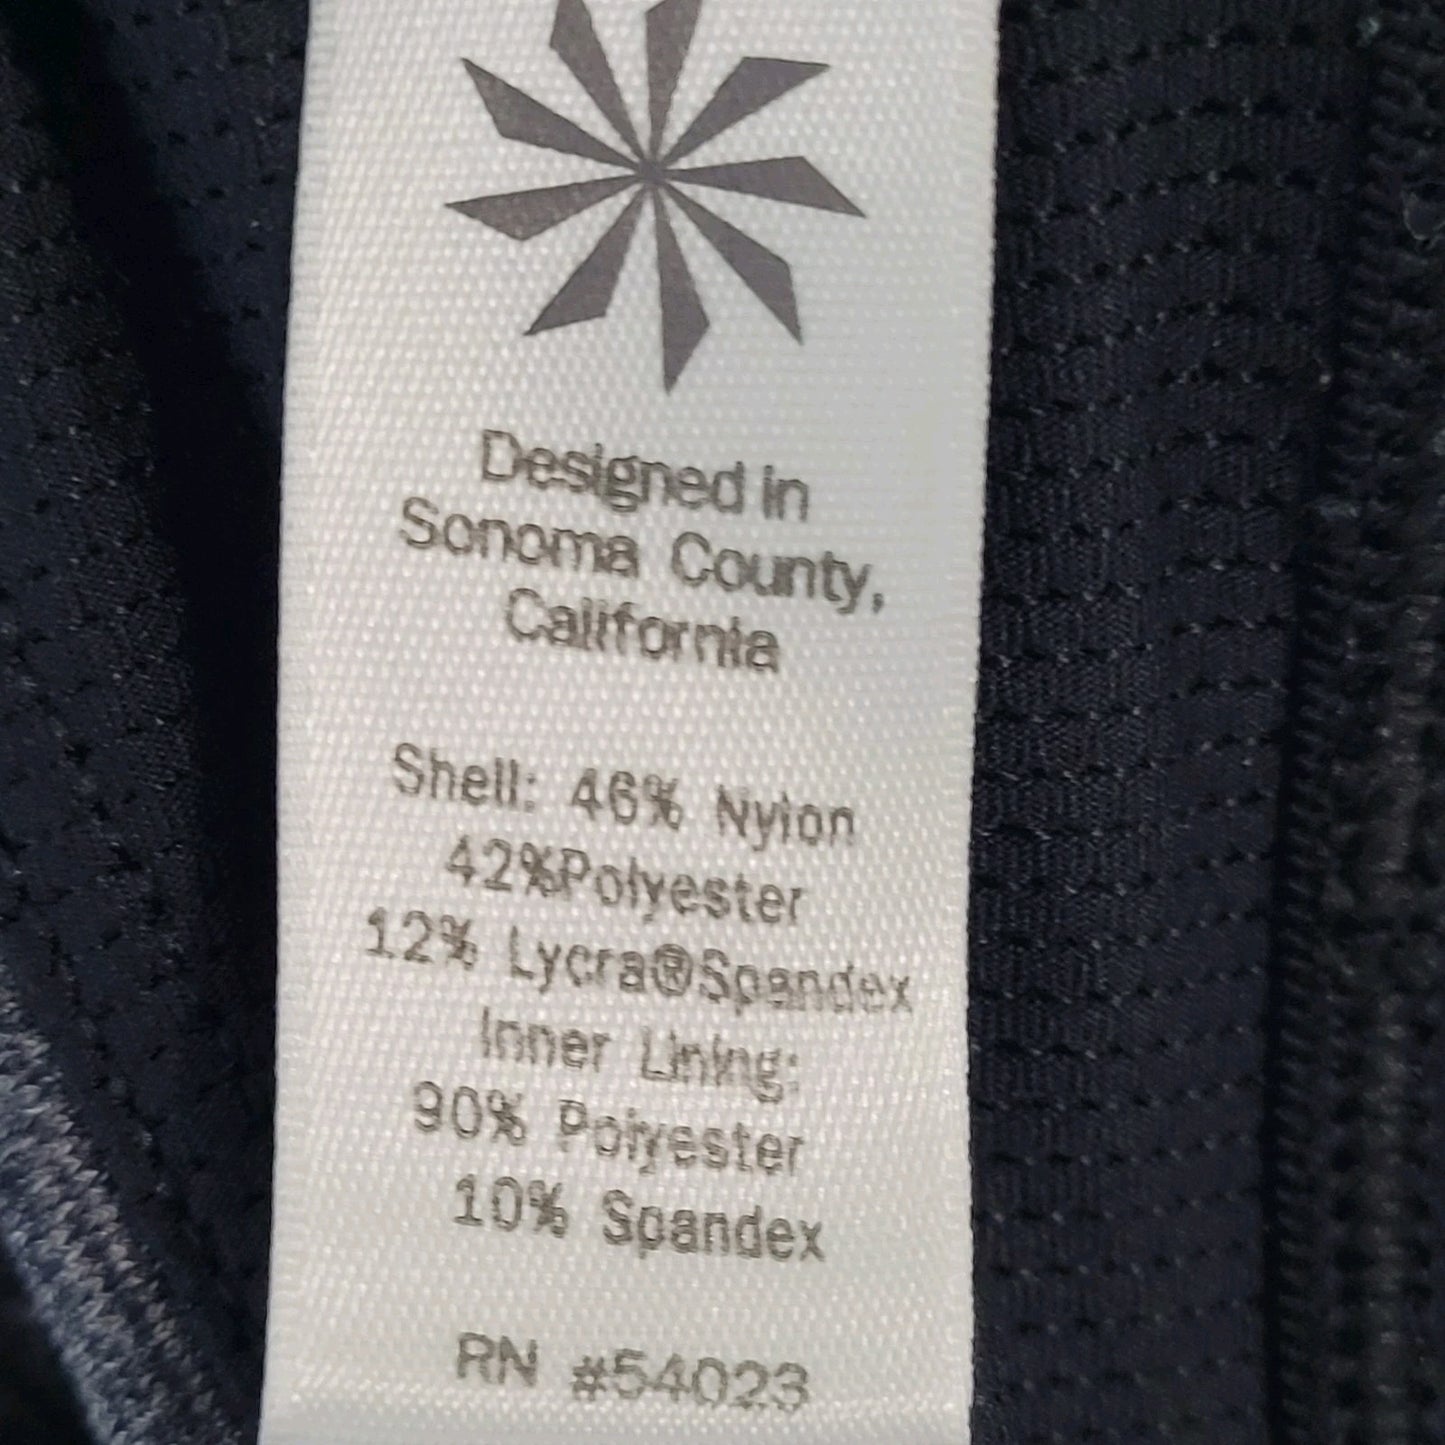 Designed in
Sonoma County,
California
Shell: 46% Nylon
42%Polyester
12% Lycra®Spandex
Inner Lining:
90% Polyester
10% Spandex
RN #54023